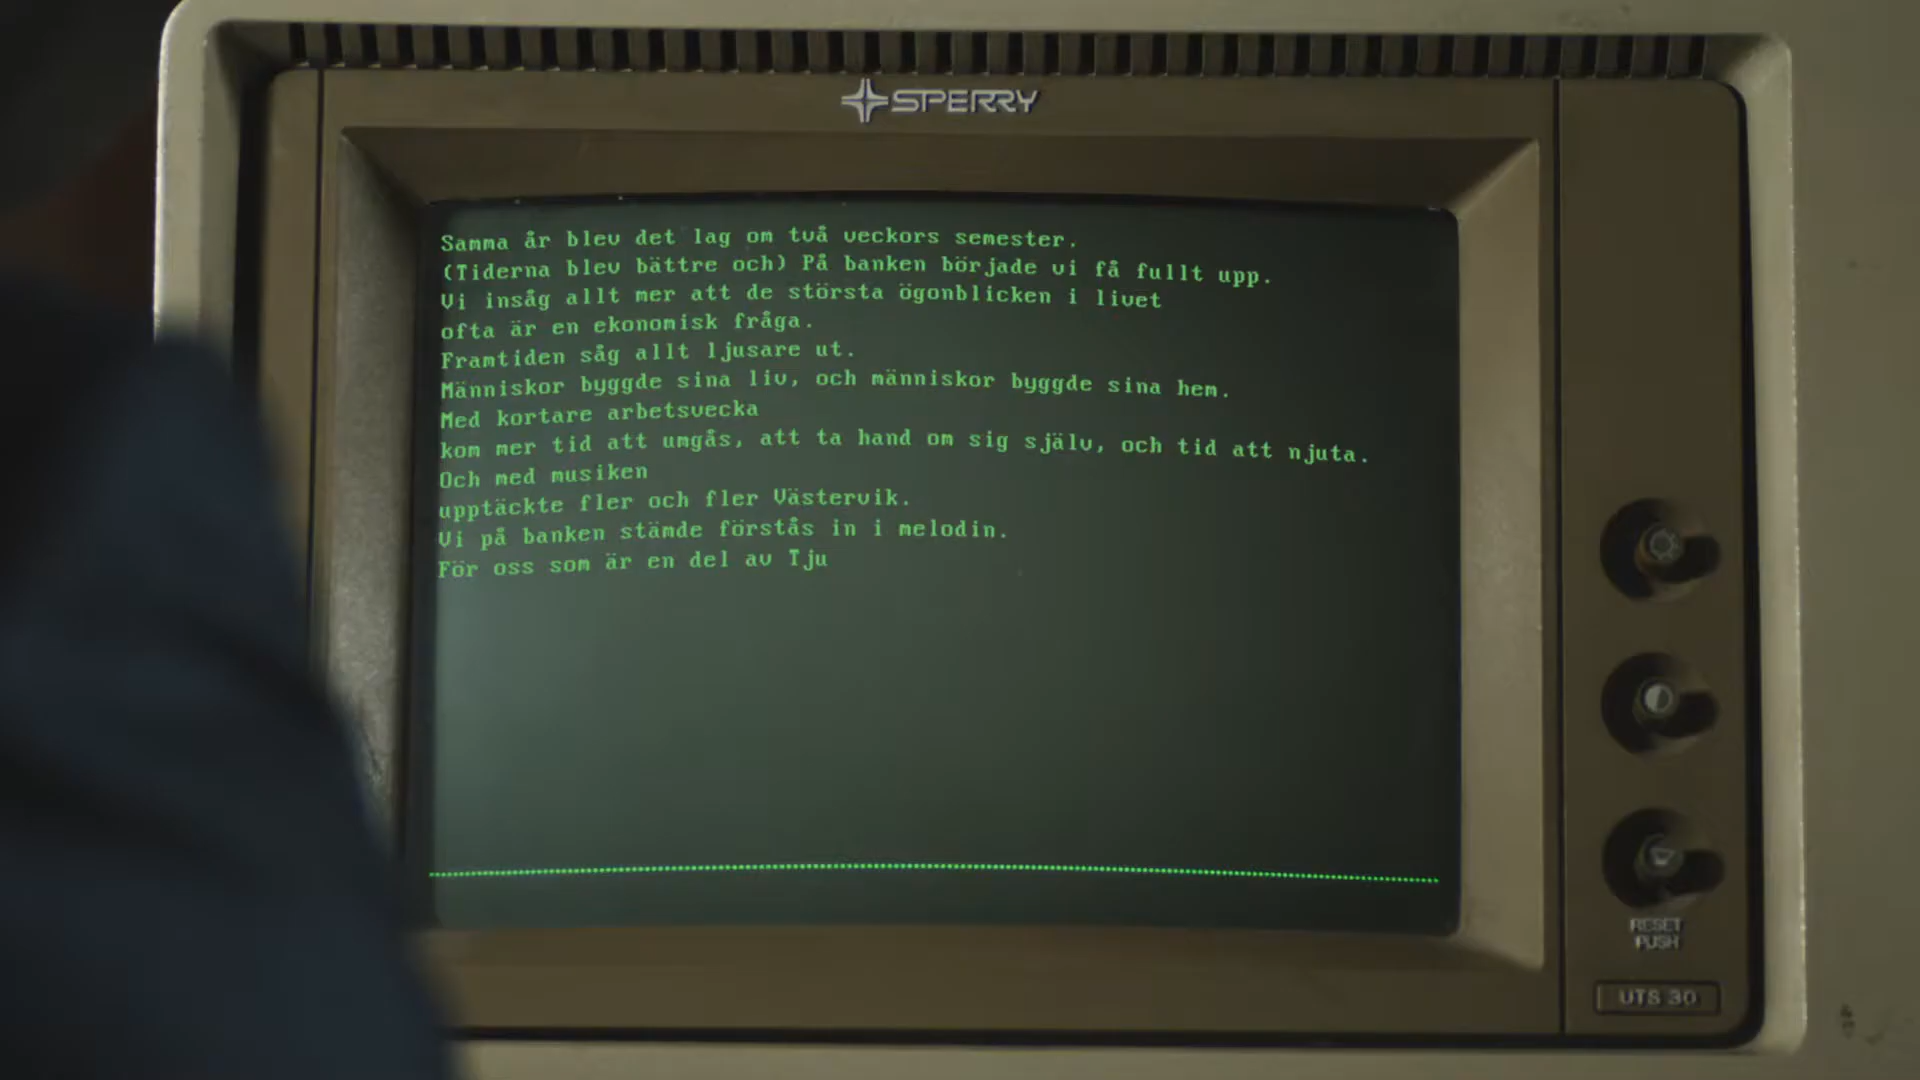 SPERRY
Samma år blev det lag om två veckors semester.
(Tiderna blev bättre och) På banken började vi få fullt upp.
Vi insåg allt mer att de största ögonblicken i livet
ofta är en ekonomisk fråga.
Framtiden såg allt ljusare ut.
Människor byggde sina liv, och människor byggde sina hem.
Med kortare arbetsvecka
kom mer tid att umgås, att ta hand om sig själv, och tid att njuta.
Och med musiken
upptäckte fler och fler Västervik.
Vi på banken stämde förstås in i melodin.
För oss som är en del av Tju
RESET
PUSH
UTS 30